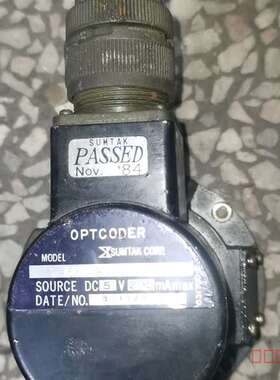 SUMTAK
PASSED
Nov. '84
OPTCODER
MODEL SUMTAK CORP.
SOURCE DC 5 V mAmax
DATE/NO.